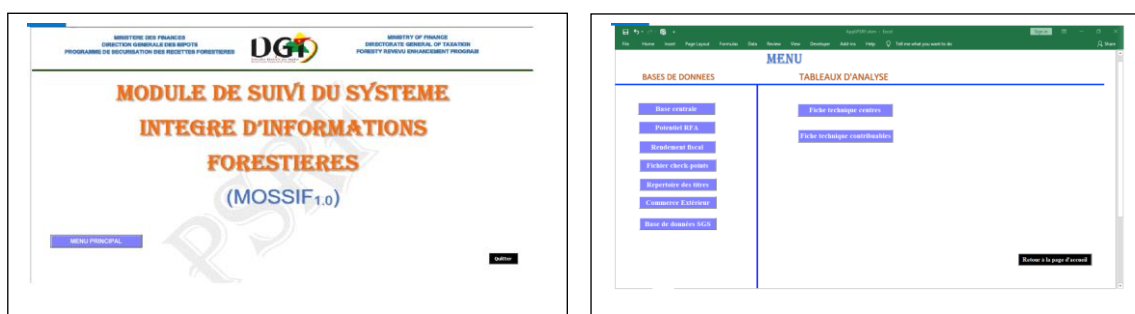 MINISTERE DES FINANCES
DIRECTION GENERALE DES IMPOTS
PROGRAMME DE SECURISATION DES RECETTES FORESTIERES
DGI
MINISTRY OF FINANCE
DIRECTORATE GENERAL OF TAXATION
FORESTY REVEVU ENHANCEMENT PROGRAM
MODULE DE SUIVI DU SYSTEME
INTEGRE D'INFORMATIONS
FORESTIERES
(MOSSIF1.0)
PSRF
MENU PRINCIPAL
Quitter
File Home Insert Page Layout Formulas Data Review View Developer Add-ins Help Tell me what you want to do
Share
MENU
BASES DE DONNEES
TABLEAUX D'ANALYSE
Base centrale
Potentiel RFA
Rendement fiscal
Fichier check-points
Repertoire des titres
Commerce Extérieur
Base de données SGS
Fiche technique centres
Fiche technique contribuables
Retour à la page d'accueil